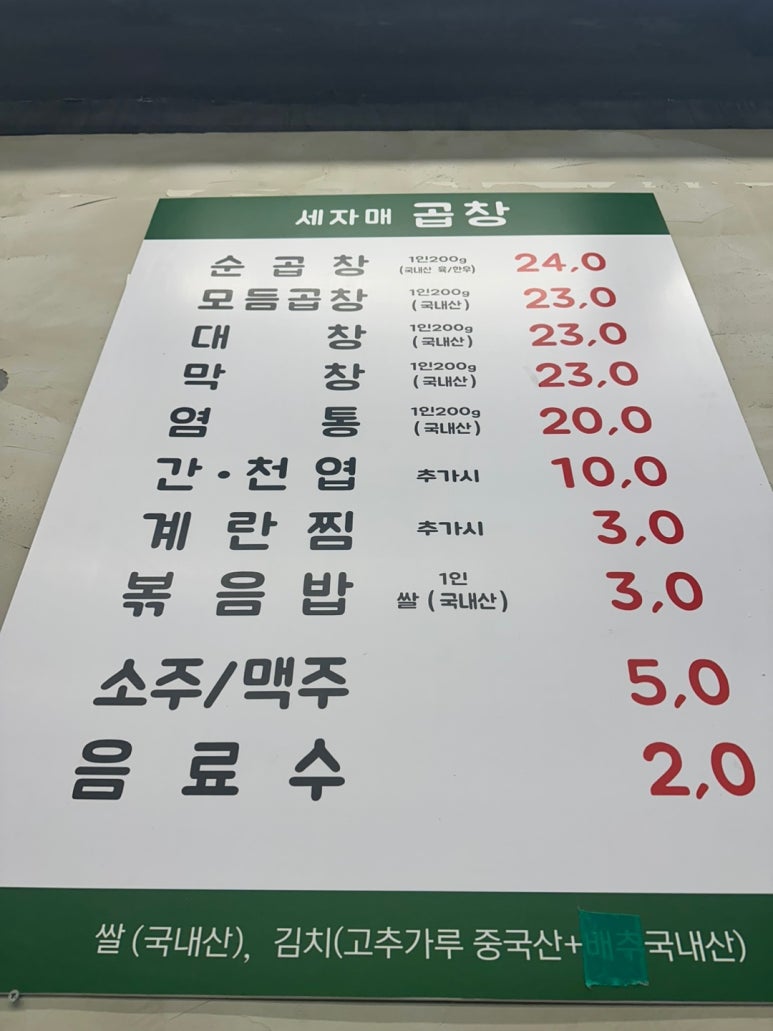 세자매 곱창
순 곱 창 1인200g (국내산 육/한우) 24,0
모듬곱창 1인200g (국내산) 23,0
대 창 1인200g (국내산) 23,0
막 창 1인200g (국내산) 23,0
염 통 1인200g (국내산) 20,0
간·천엽 추가시 10,0
계 란 찜 추가시 3,0
볶 음 밥 1인 쌀 (국내산) 3,0
소주/맥주 5,0
음 료 수 2,0
쌀 (국내산), 김치(고추가루 중국산+배추국내산)